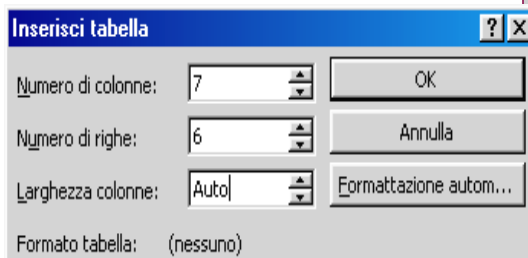 Inserisci tabella
Numero di colonne: 7
OK
Numero di righe: 6
Annulla
Larghezza colonne: Auto
Formattazione autom...
Formato tabella: (nessuno)